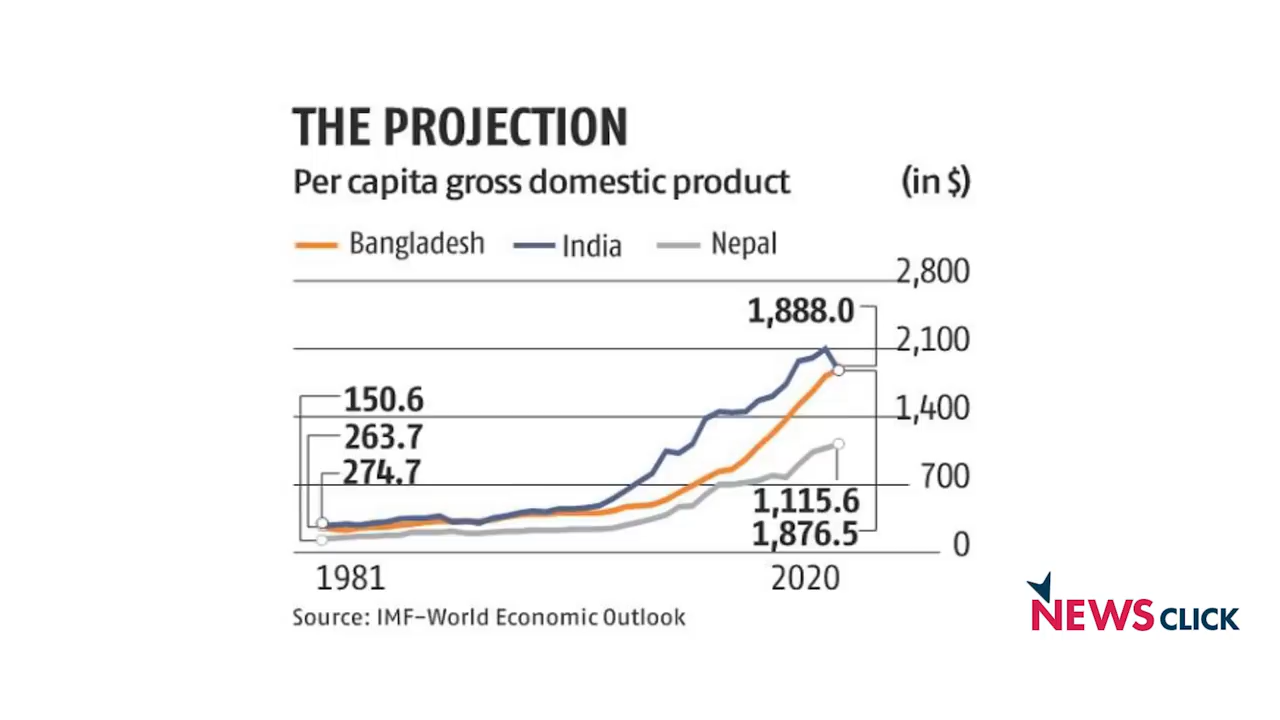 THE PROJECTION
Per capita gross domestic product (in $)
Bangladesh India Nepal
2,800
1,888.0
2,100
150.6
1,400
263.7
274.7
700
1,115.6
1,876.5
0
1981 2020
Source: IMF-World Economic Outlook
NEWS CLICK